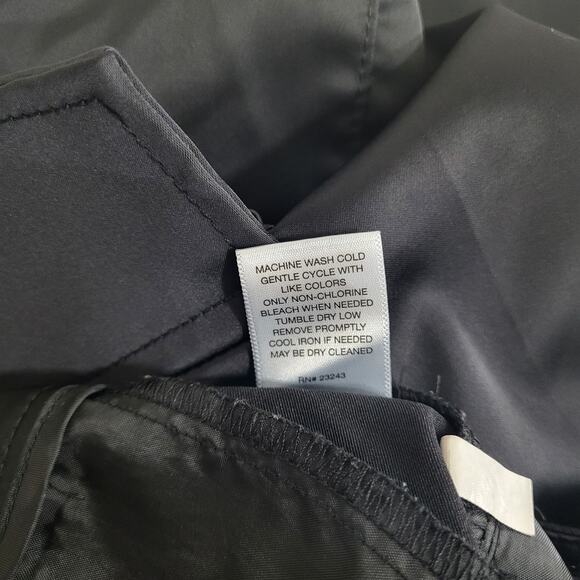 MACHINE WASH COLD
GENTLE CYCLE WITH
LIKE COLORS
ONLY NON-CHLORINE
BLEACH WHEN NEEDED
TUMBLE DRY LOW
REMOVE PROMPTLY
COOL IRON IF NEEDED
MAY BE DRY CLEANED
RN# 23243